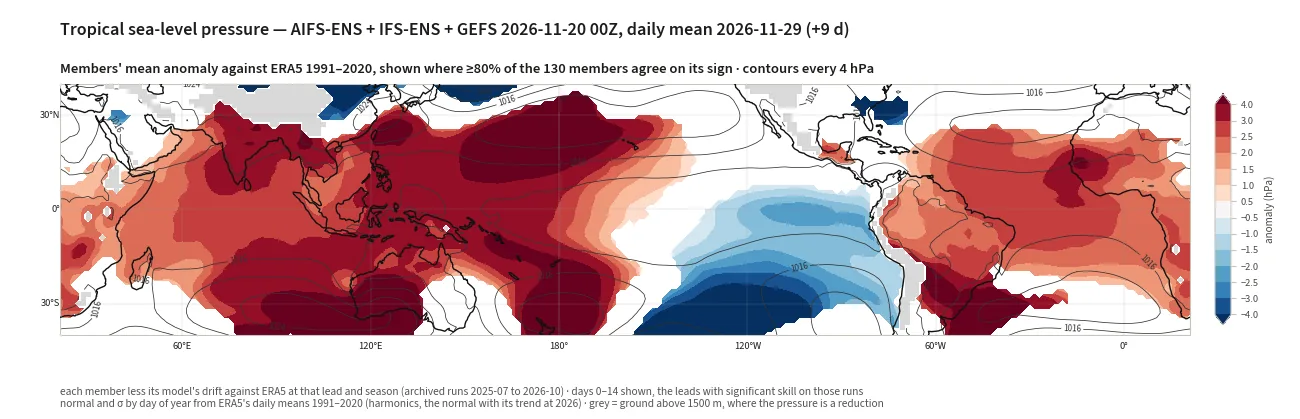 Tropical sea-level pressure — AIFS-ENS + IFS-ENS + GEFS 2026-11-20 00Z, daily mean 2026-11-29 (+9 d)
Members' mean anomaly against ERA5 1991–2020, shown where ≥80% of the 130 members agree on its sign · contours every 4 hPa
1024
1016
1016
1024
1016
1016
30°N
0°
30°S
1016
1016
1016
1016
1016
60°E
120°E
180°
120°W
60°W
0°
4.0
3.0
2.0
1.5
1.0
0.5
−0.5
−1.0
−1.5
−2.0
−3.0
−4.0
anomaly (hPa)
each member less its model's drift against ERA5 at that lead and season (archived runs 2025-07 to 2026-10) · days 0–14 shown, the leads with significant skill on those runs
normal and σ by day of year from ERA5's daily means 1991–2020 (harmonics, the normal with its trend at 2026) · grey = ground above 1500 m, where the pressure is a reduction